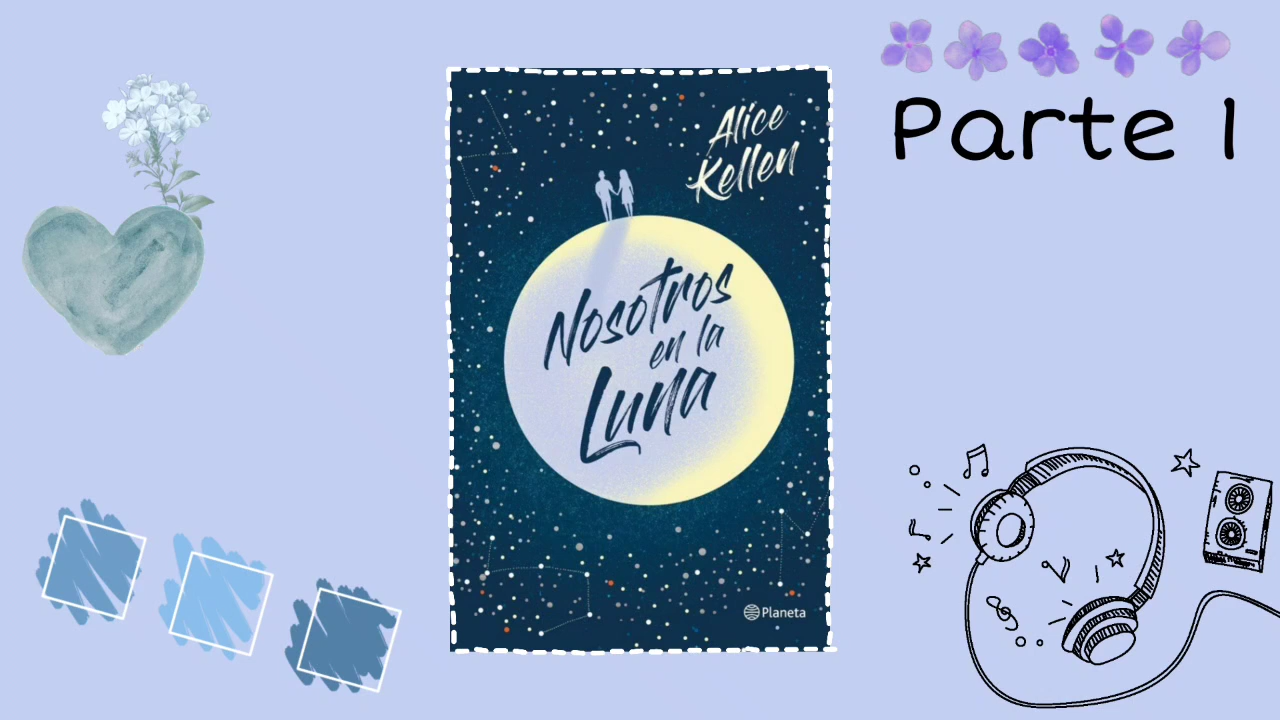 Parte 1
Alice
Kellen
Nosotros
en la
Luna
Planeta